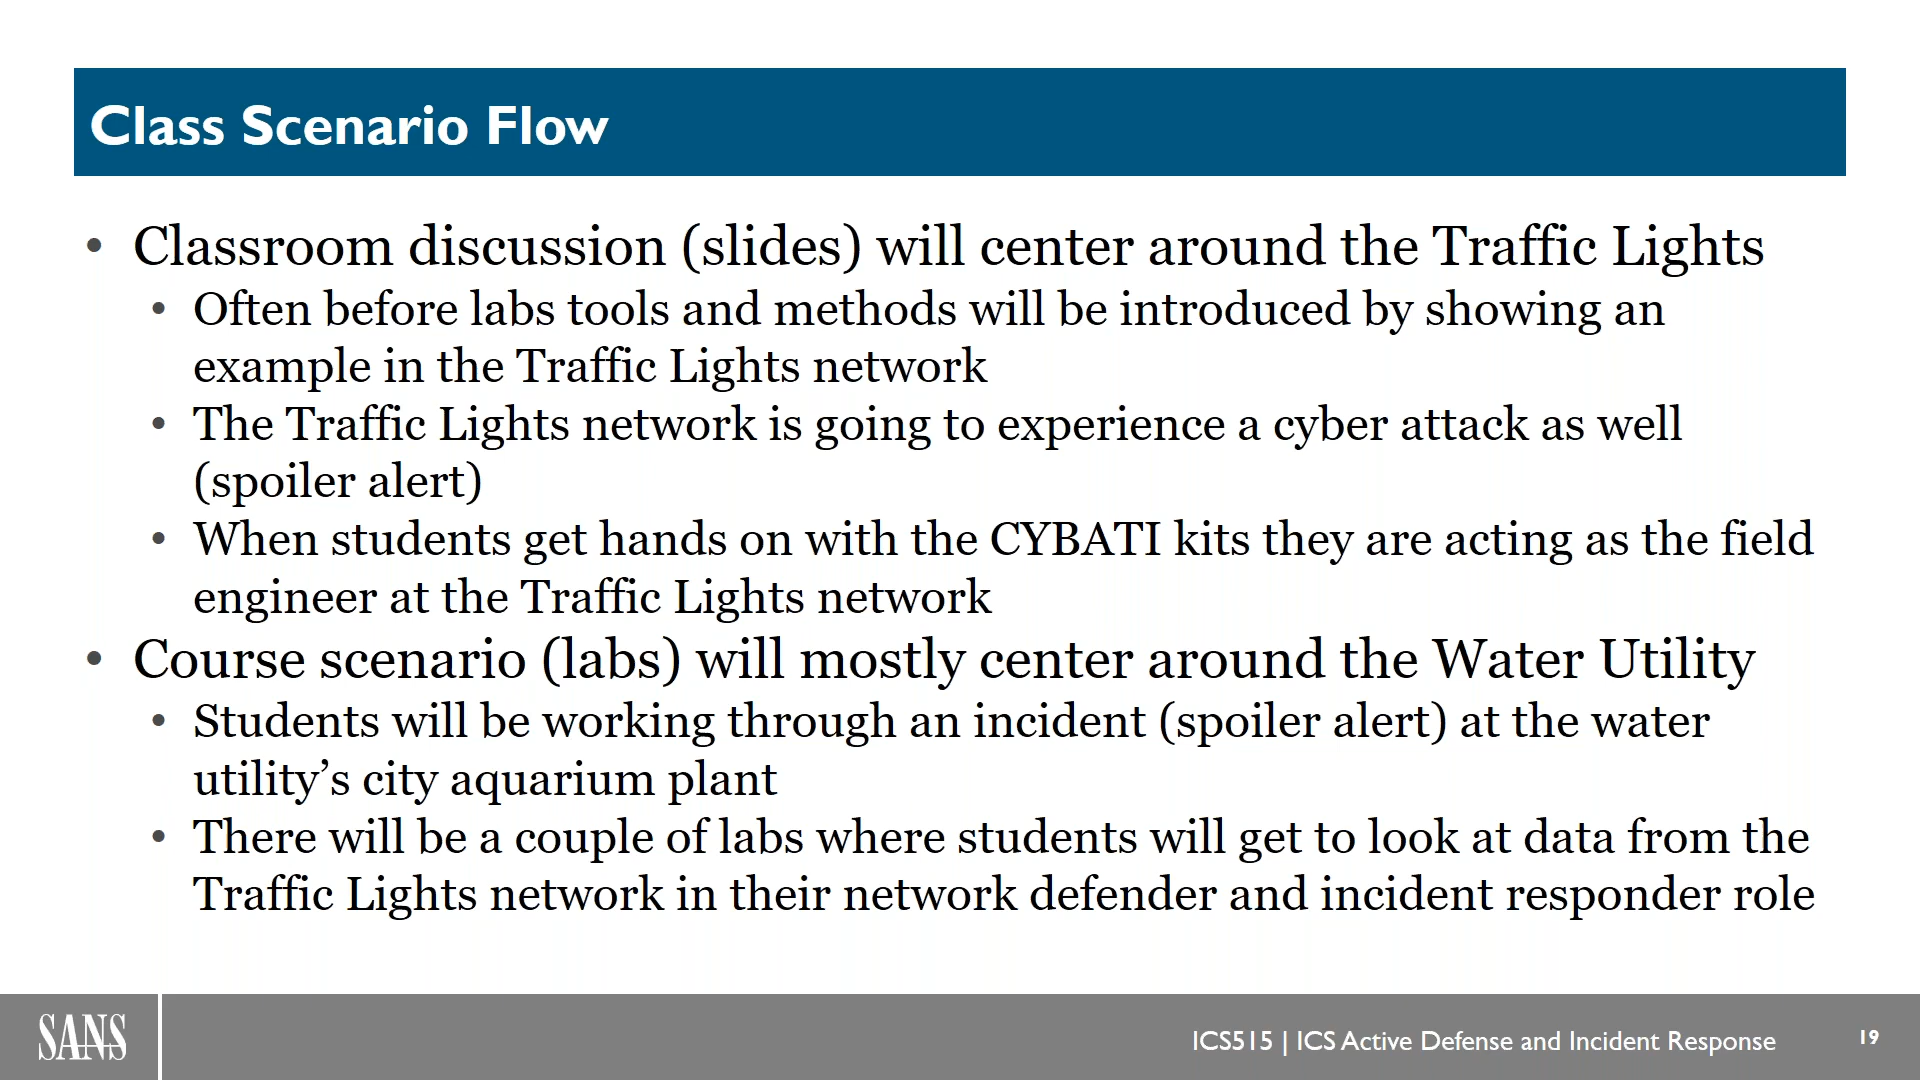 Class Scenario Flow
• Classroom discussion (slides) will center around the Traffic Lights
• Often before labs tools and methods will be introduced by showing an
example in the Traffic Lights network
• The Traffic Lights network is going to experience a cyber attack as well
(spoiler alert)
• When students get hands on with the CYBATI kits they are acting as the field
engineer at the Traffic Lights network
• Course scenario (labs) will mostly center around the Water Utility
• Students will be working through an incident (spoiler alert) at the water
utility’s city aquarium plant
• There will be a couple of labs where students will get to look at data from the
Traffic Lights network in their network defender and incident responder role
SANS
ICS515 | ICS Active Defense and Incident Response
19